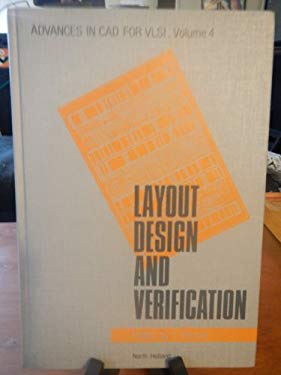 ADVANCES IN CAD FOR VLSI, Volume 4
LAYOUT
DESIGN
AND
VERIFICATION
North Holland